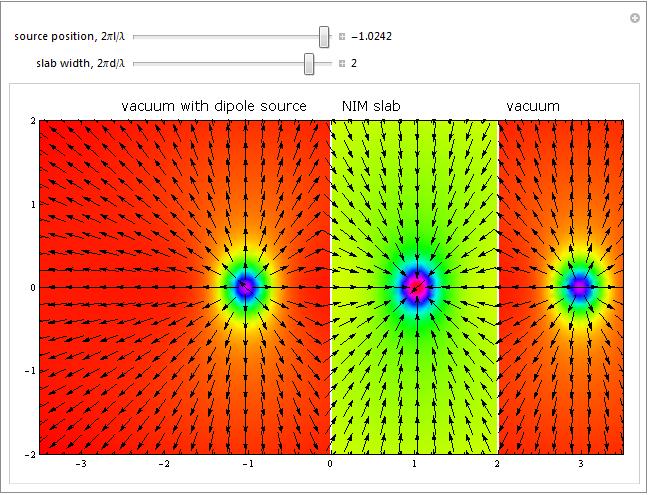 source position, 2πl/λ −1.0242
slab width, 2πd/λ 2
vacuum with dipole source NIM slab vacuum
2
1
0
-1
-2
-3 -2 -1 0 1 2 3